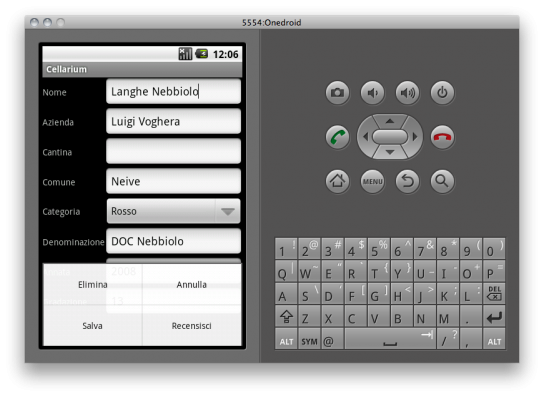 5554:Onedroid
12:06
Cellarium
Nome Langhe Nebbiolo
Azienda Luigi Voghera
Cantina
Comune Neive
Categoria Rosso
Denominazione DOC Nebbiolo
2008
13
Elimina Annulla
Salva Recensisci
MENU
1 ! 2 @ 3 # 4 $ 5 % 6 ^ 7 & 8 * 9 ( 0 )
Q | W ~ E " R ` T { Y } U _ I - O + P =
A S \ D ' F [ G ] H < J > K ; L : DEL
Z X C V B N M .
ALT SYM @ / ? , ALT